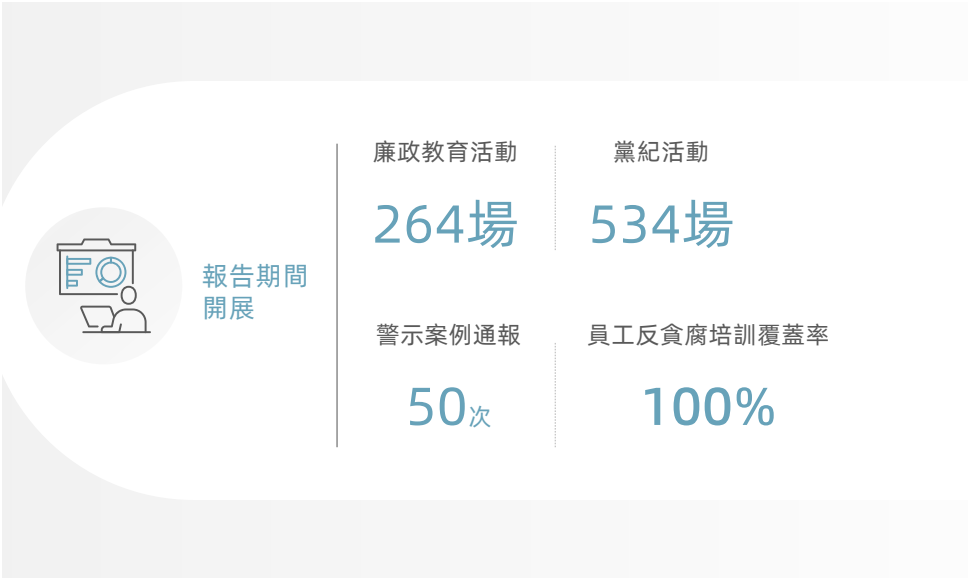 報告期間
開展
廉政教育活動
264場
黨紀活動
534場
警示案例通報
50次
員工反貪腐培訓覆蓋率
100%